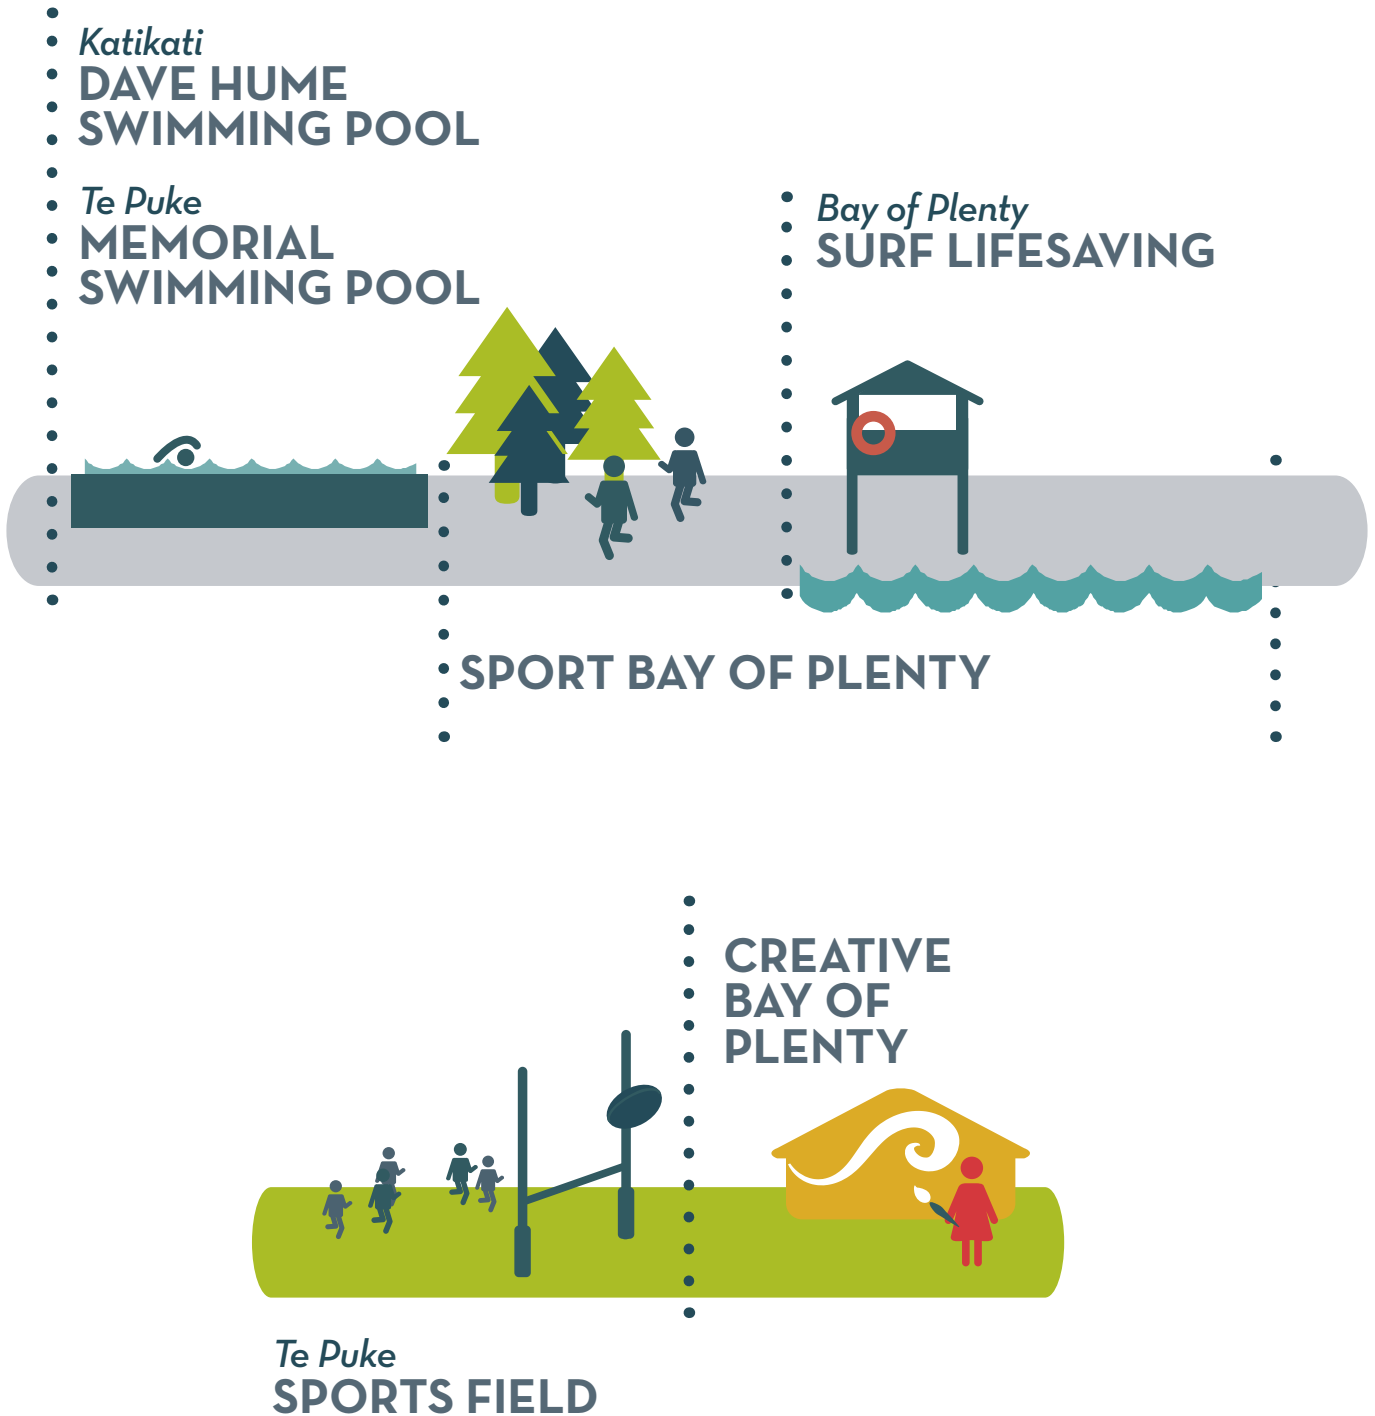 Katikati
DAVE HUME
SWIMMING POOL
Te Puke
MEMORIAL
SWIMMING POOL
Bay of Plenty
SURF LIFESAVING
SPORT BAY OF PLENTY
CREATIVE
BAY OF
PLENTY
Te Puke
SPORTS FIELD